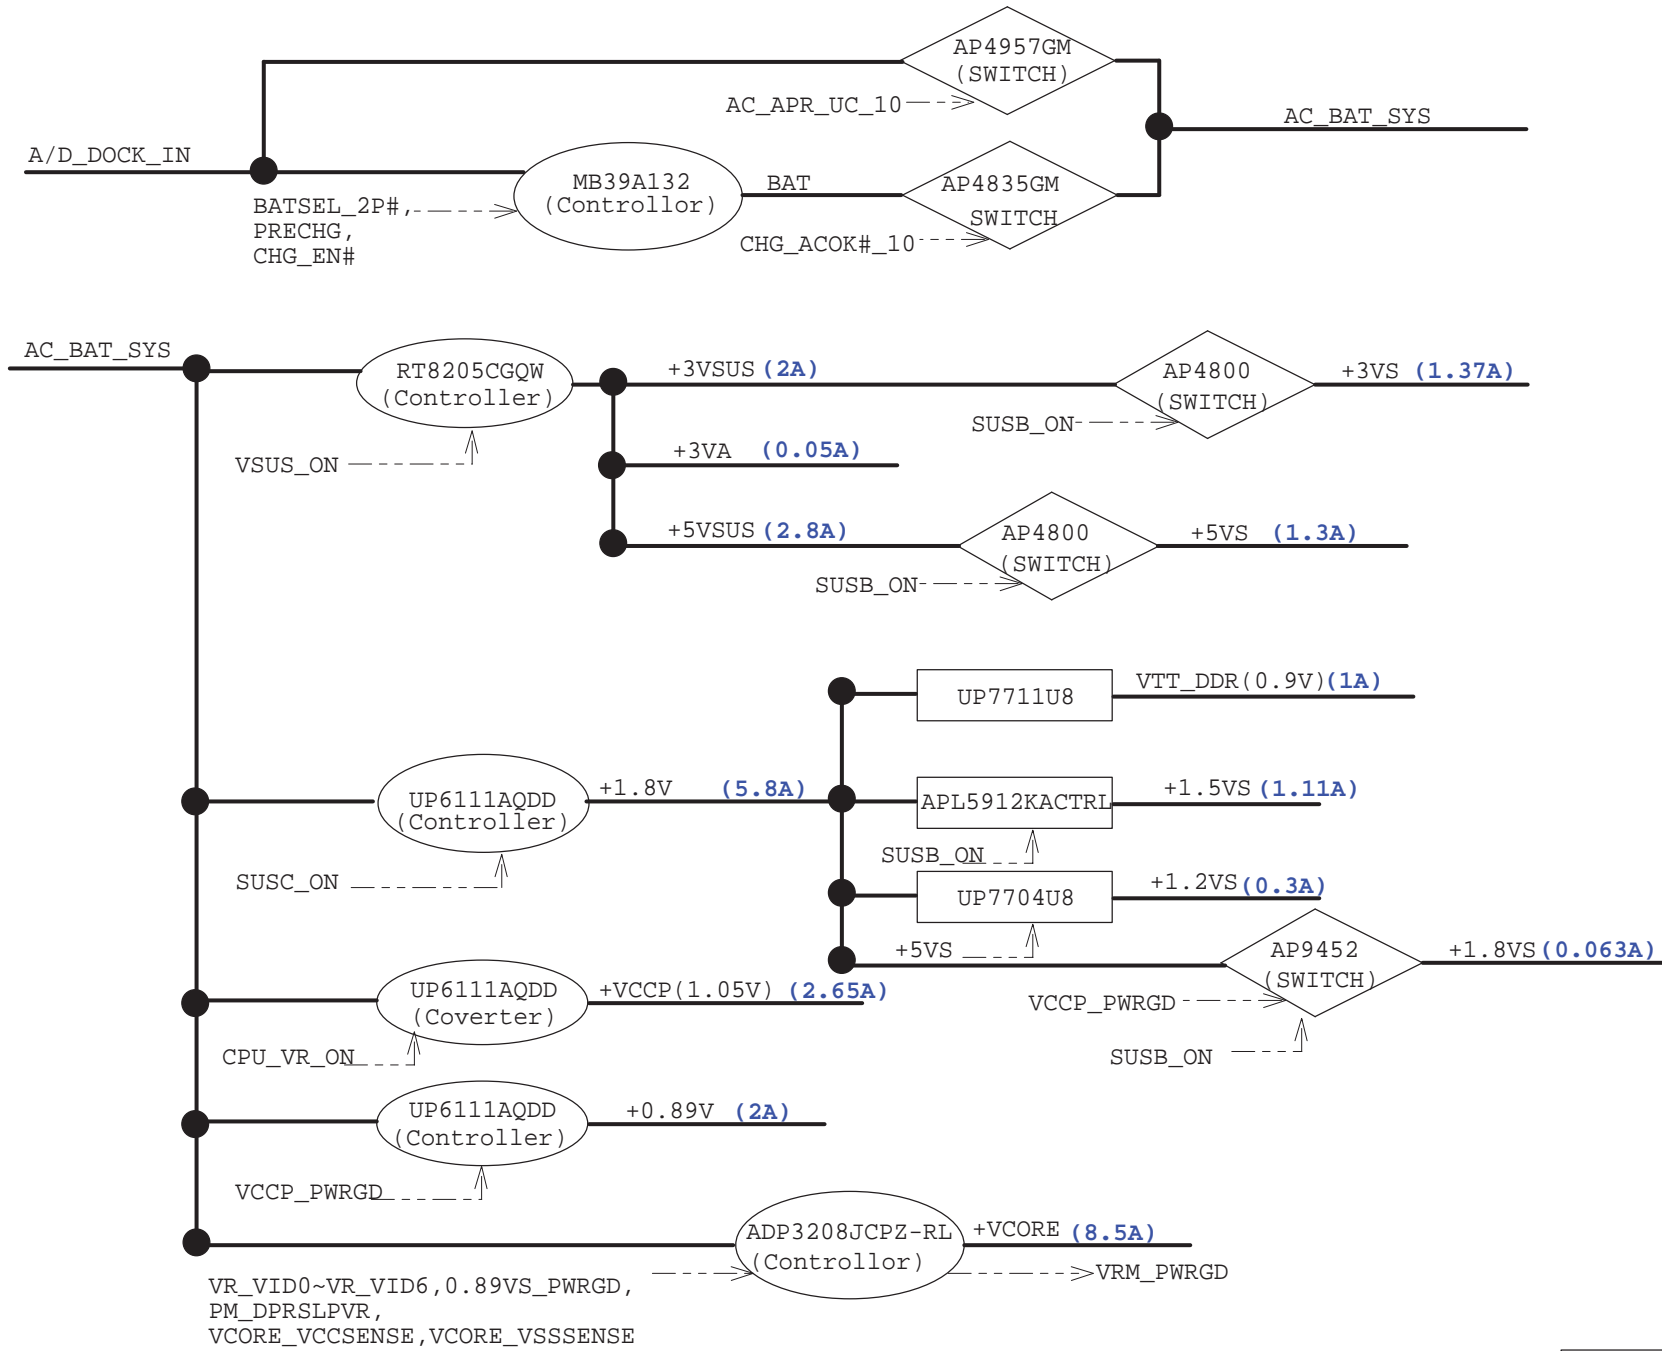 AP4957GM
(SWITCH)
AC_APR_UC_10
AC_BAT_SYS
A/D_DOCK_IN
MB39A132
(Controllor)
BAT
AP4835GM
SWITCH
BATSEL_2P#,
PRECHG,
CHG_EN#
CHG_ACOK#_10
AC_BAT_SYS
RT8205CGQW
(Controller)
+3VSUS (2A)
AP4800
(SWITCH)
+3VS (1.37A)
SUSB_ON
VSUS_ON
+3VA (0.05A)
+5VSUS (2.8A)
AP4800
(SWITCH)
+5VS (1.3A)
SUSB_ON
UP7711U8
VTT_DDR(0.9V)(1A)
UP6111AQDD
(Controller)
+1.8V (5.8A)
APL5912KACTRL
+1.5VS (1.11A)
SUSB_ON
SUSC_ON
UP7704U8
+1.2VS(0.3A)
+5VS
AP9452
(SWITCH)
+1.8VS(0.063A)
UP6111AQDD
(Coverter)
+VCCP(1.05V) (2.65A)
VCCP_PWRGD
CPU_VR_ON
SUSB_ON
UP6111AQDD
(Controller)
+0.89V (2A)
VCCP_PWRGD
ADP3208JCPZ-RL
(Controllor)
+VCORE (8.5A)
VRM_PWRGD
VR_VID0~VR_VID6,0.89VS_PWRGD,
PM_DPRSLPVR,
VCORE_VCCSENSE,VCORE_VSSSENSE